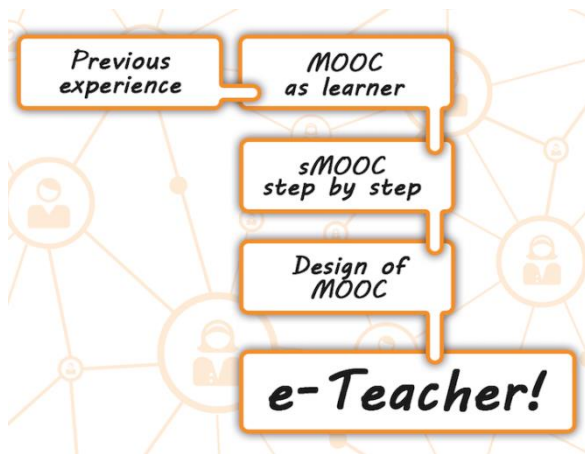 Previous
experience
MOOC
as learner
sMOOC
step by step
Design of
MOOC
e-Teacher!